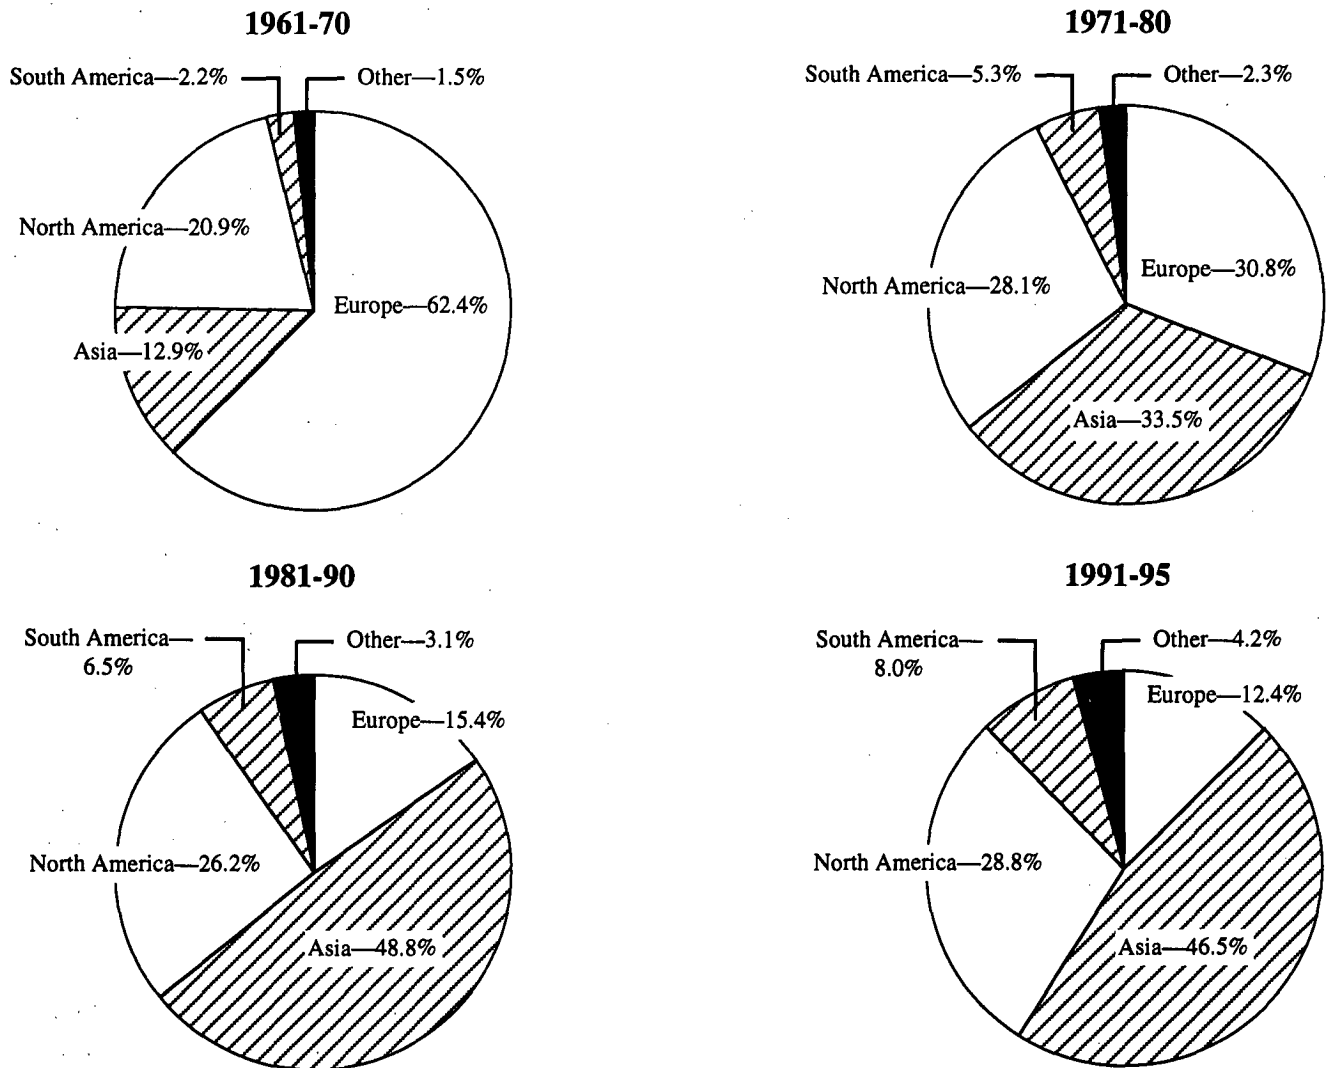 1961-70
South America—2.2%
Other—1.5%
North America—20.9%
Europe—62.4%
Asia—12.9%
1971-80
South America—5.3%
Other—2.3%
Europe—30.8%
North America—28.1%
Asia—33.5%
1981-90
South America—
6.5%
Other—3.1%
Europe—15.4%
North America—26.2%
Asia—48.8%
1991-95
South America—
8.0%
Other—4.2%
Europe—12.4%
North America—28.8%
Asia—46.5%